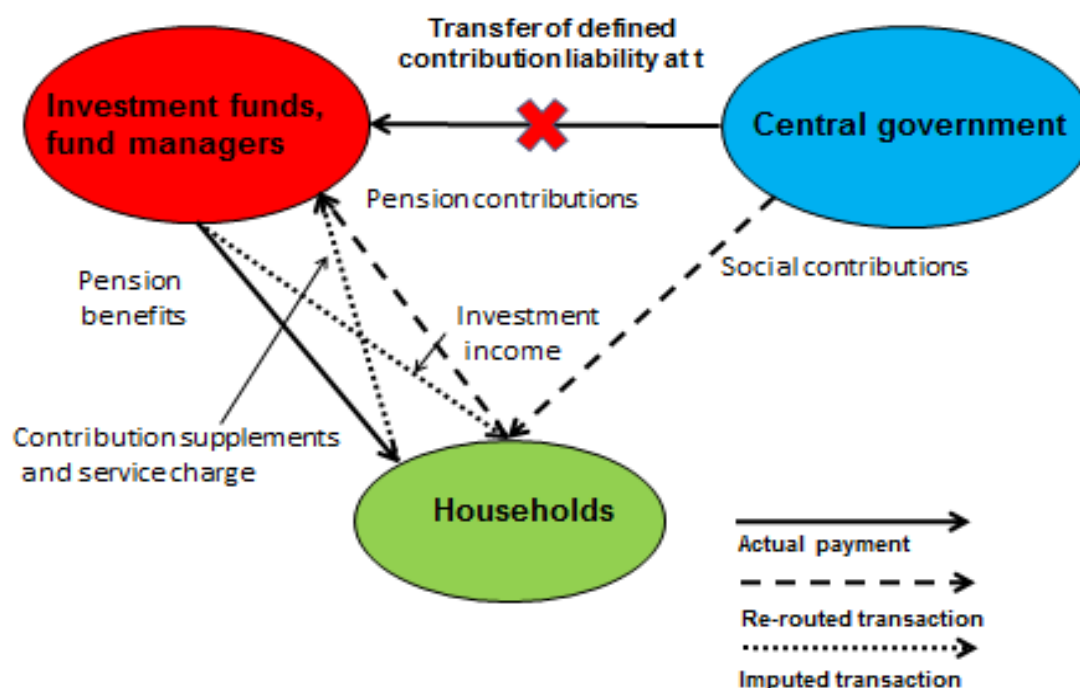 Transfer of defined
contribution liability at t
Investment funds,
fund managers
Central government
Pension contributions
Social contributions
Pension
benefits
Investment
income
Contribution supplements
and service charge
Households
Actual payment
Re-routed transaction
Imputed transaction